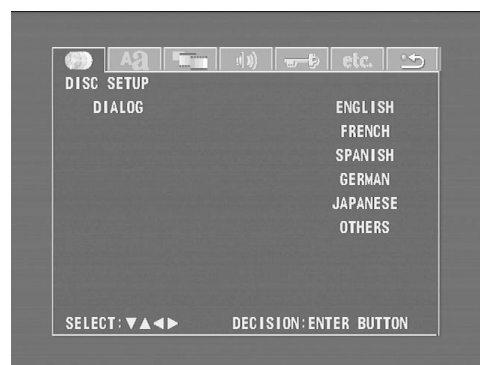 Aa etc.
DISC SETUP
DIALOG ENGLISH
FRENCH
SPANISH
GERMAN
JAPANESE
OTHERS
SELECT:▼▲◀▶ DECISION:ENTER BUTTON